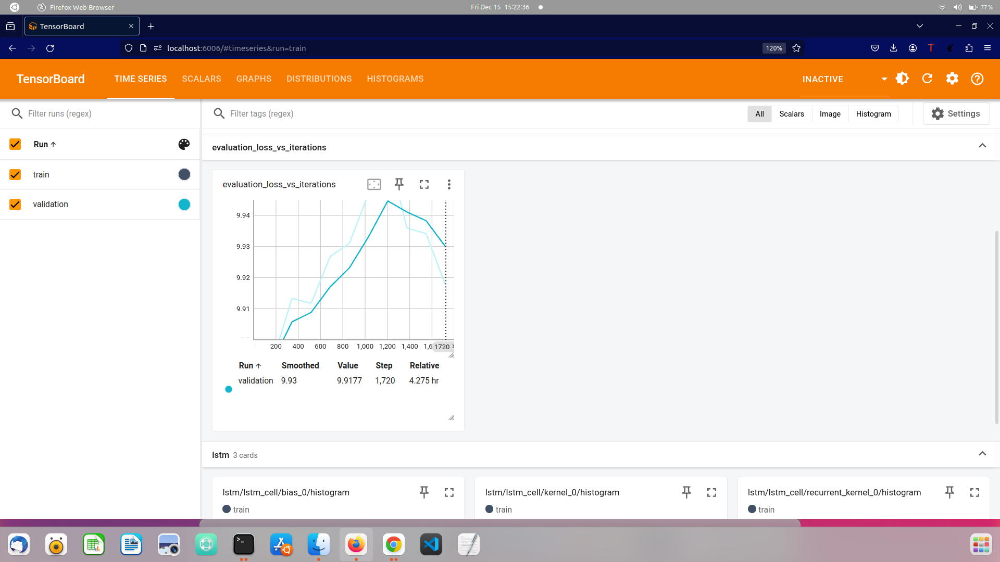 Firefox Web Browser
Fri Dec 15 15:22:36
77 %
TensorBoard
localhost:6006/#timeseries&run=train
120%
TensorBoard
TIME SERIES
SCALARS
GRAPHS
DISTRIBUTIONS
HISTOGRAMS
INACTIVE
Filter runs (regex)
Filter tags (regex)
All
Scalars
Image
Histogram
Settings
Run ↑
train
validation
evaluation_loss_vs_iterations
evaluation_loss_vs_iterations
9.94
9.93
9.92
9.91
200 400 600 800 1,000 1,200 1,400 1,6 1720
Run ↑ Smoothed Value Step Relative
validation 9.93 9.9177 1,720 4.275 hr
lstm 3 cards
lstm/lstm_cell/bias_0/histogram
train
lstm/lstm_cell/kernel_0/histogram
train
lstm/lstm_cell/recurrent_kernel_0/histogram
train